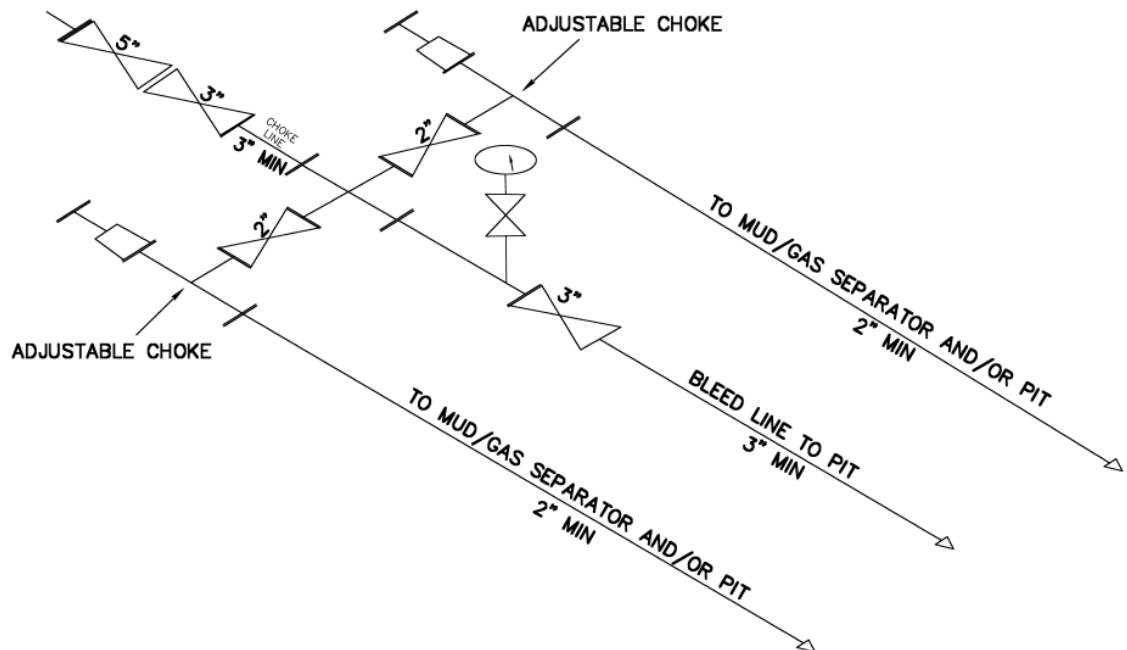 ADJUSTABLE CHOKE
5"
3"
CHOKE
LINE
3" MIN
2"
2"
3"
ADJUSTABLE CHOKE
TO MUD/GAS SEPARATOR AND/OR PIT
2" MIN
BLEED LINE TO PIT
3" MIN
TO MUD/GAS SEPARATOR AND/OR PIT
2" MIN